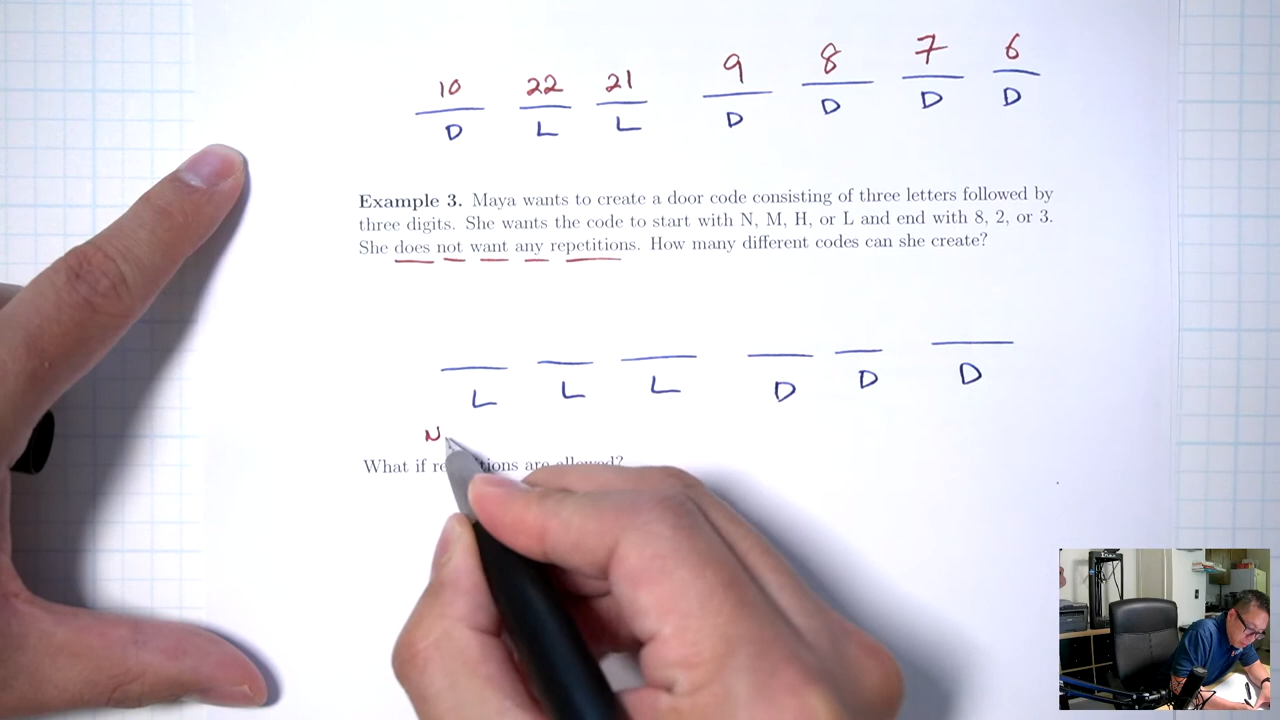 10 22 21 9 8 7 6
D L L D D D D
Example 3. Maya wants to create a door code consisting of three letters followed by
three digits. She wants the code to start with N, M, H, or L and end with 8, 2, or 3.
She does not want any repetitions. How many different codes can she create?
L L L D D D
N
What if are allowed?